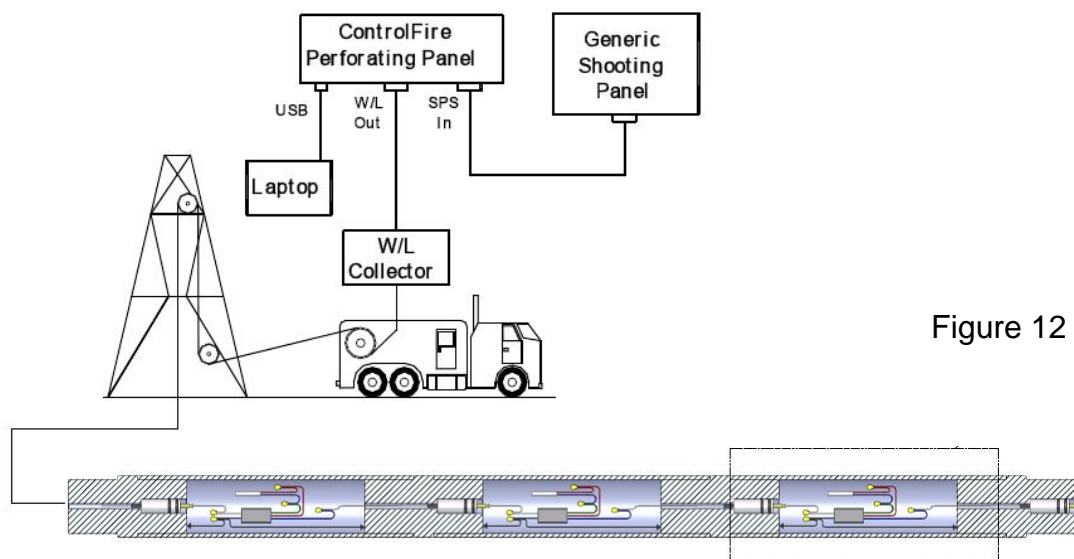 ControlFire
Perforating Panel
Generic
Shooting
Panel
USB
W/L
Out
SPS
In
Laptop
W/L
Collector
Figure 12